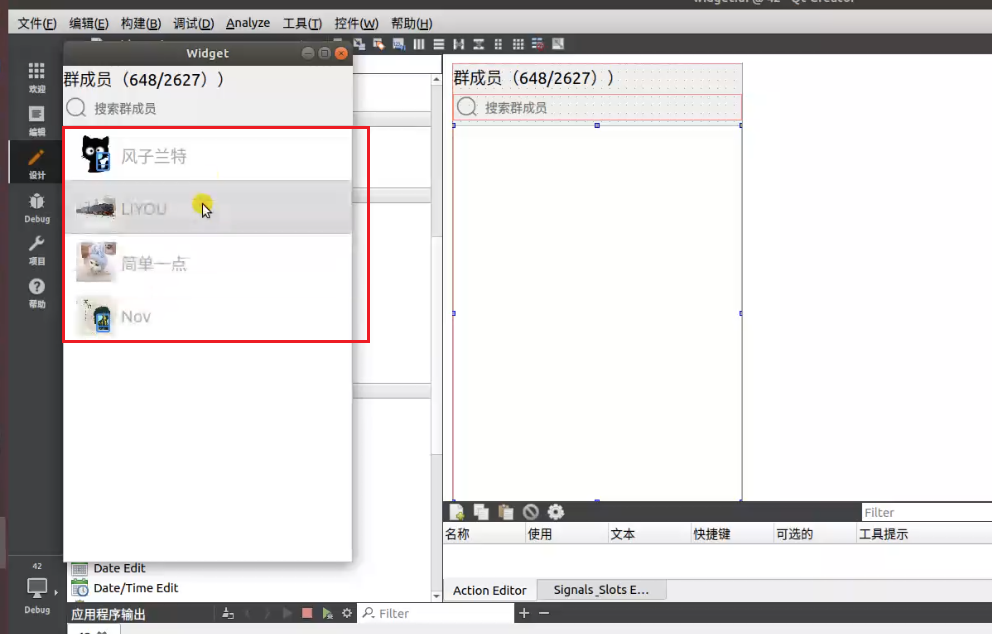 文件(F) 编辑(E) 构建(B) 调试(D) Analyze 工具(T) 控件(W) 帮助(H)
Widget
群成员（648/2627））
搜索群成员
风子兰特
LIYOU
简单一点
Nov
欢迎
编辑
设计
Debug
项目
帮助
42
Debug
群成员（648/2627））
搜索群成员
Filter
名称 使用 文本 快捷键 可选的 工具提示
Action Editor Signals_Slots E...
Date Edit
Date/Time Edit
应用程序输出 Filter